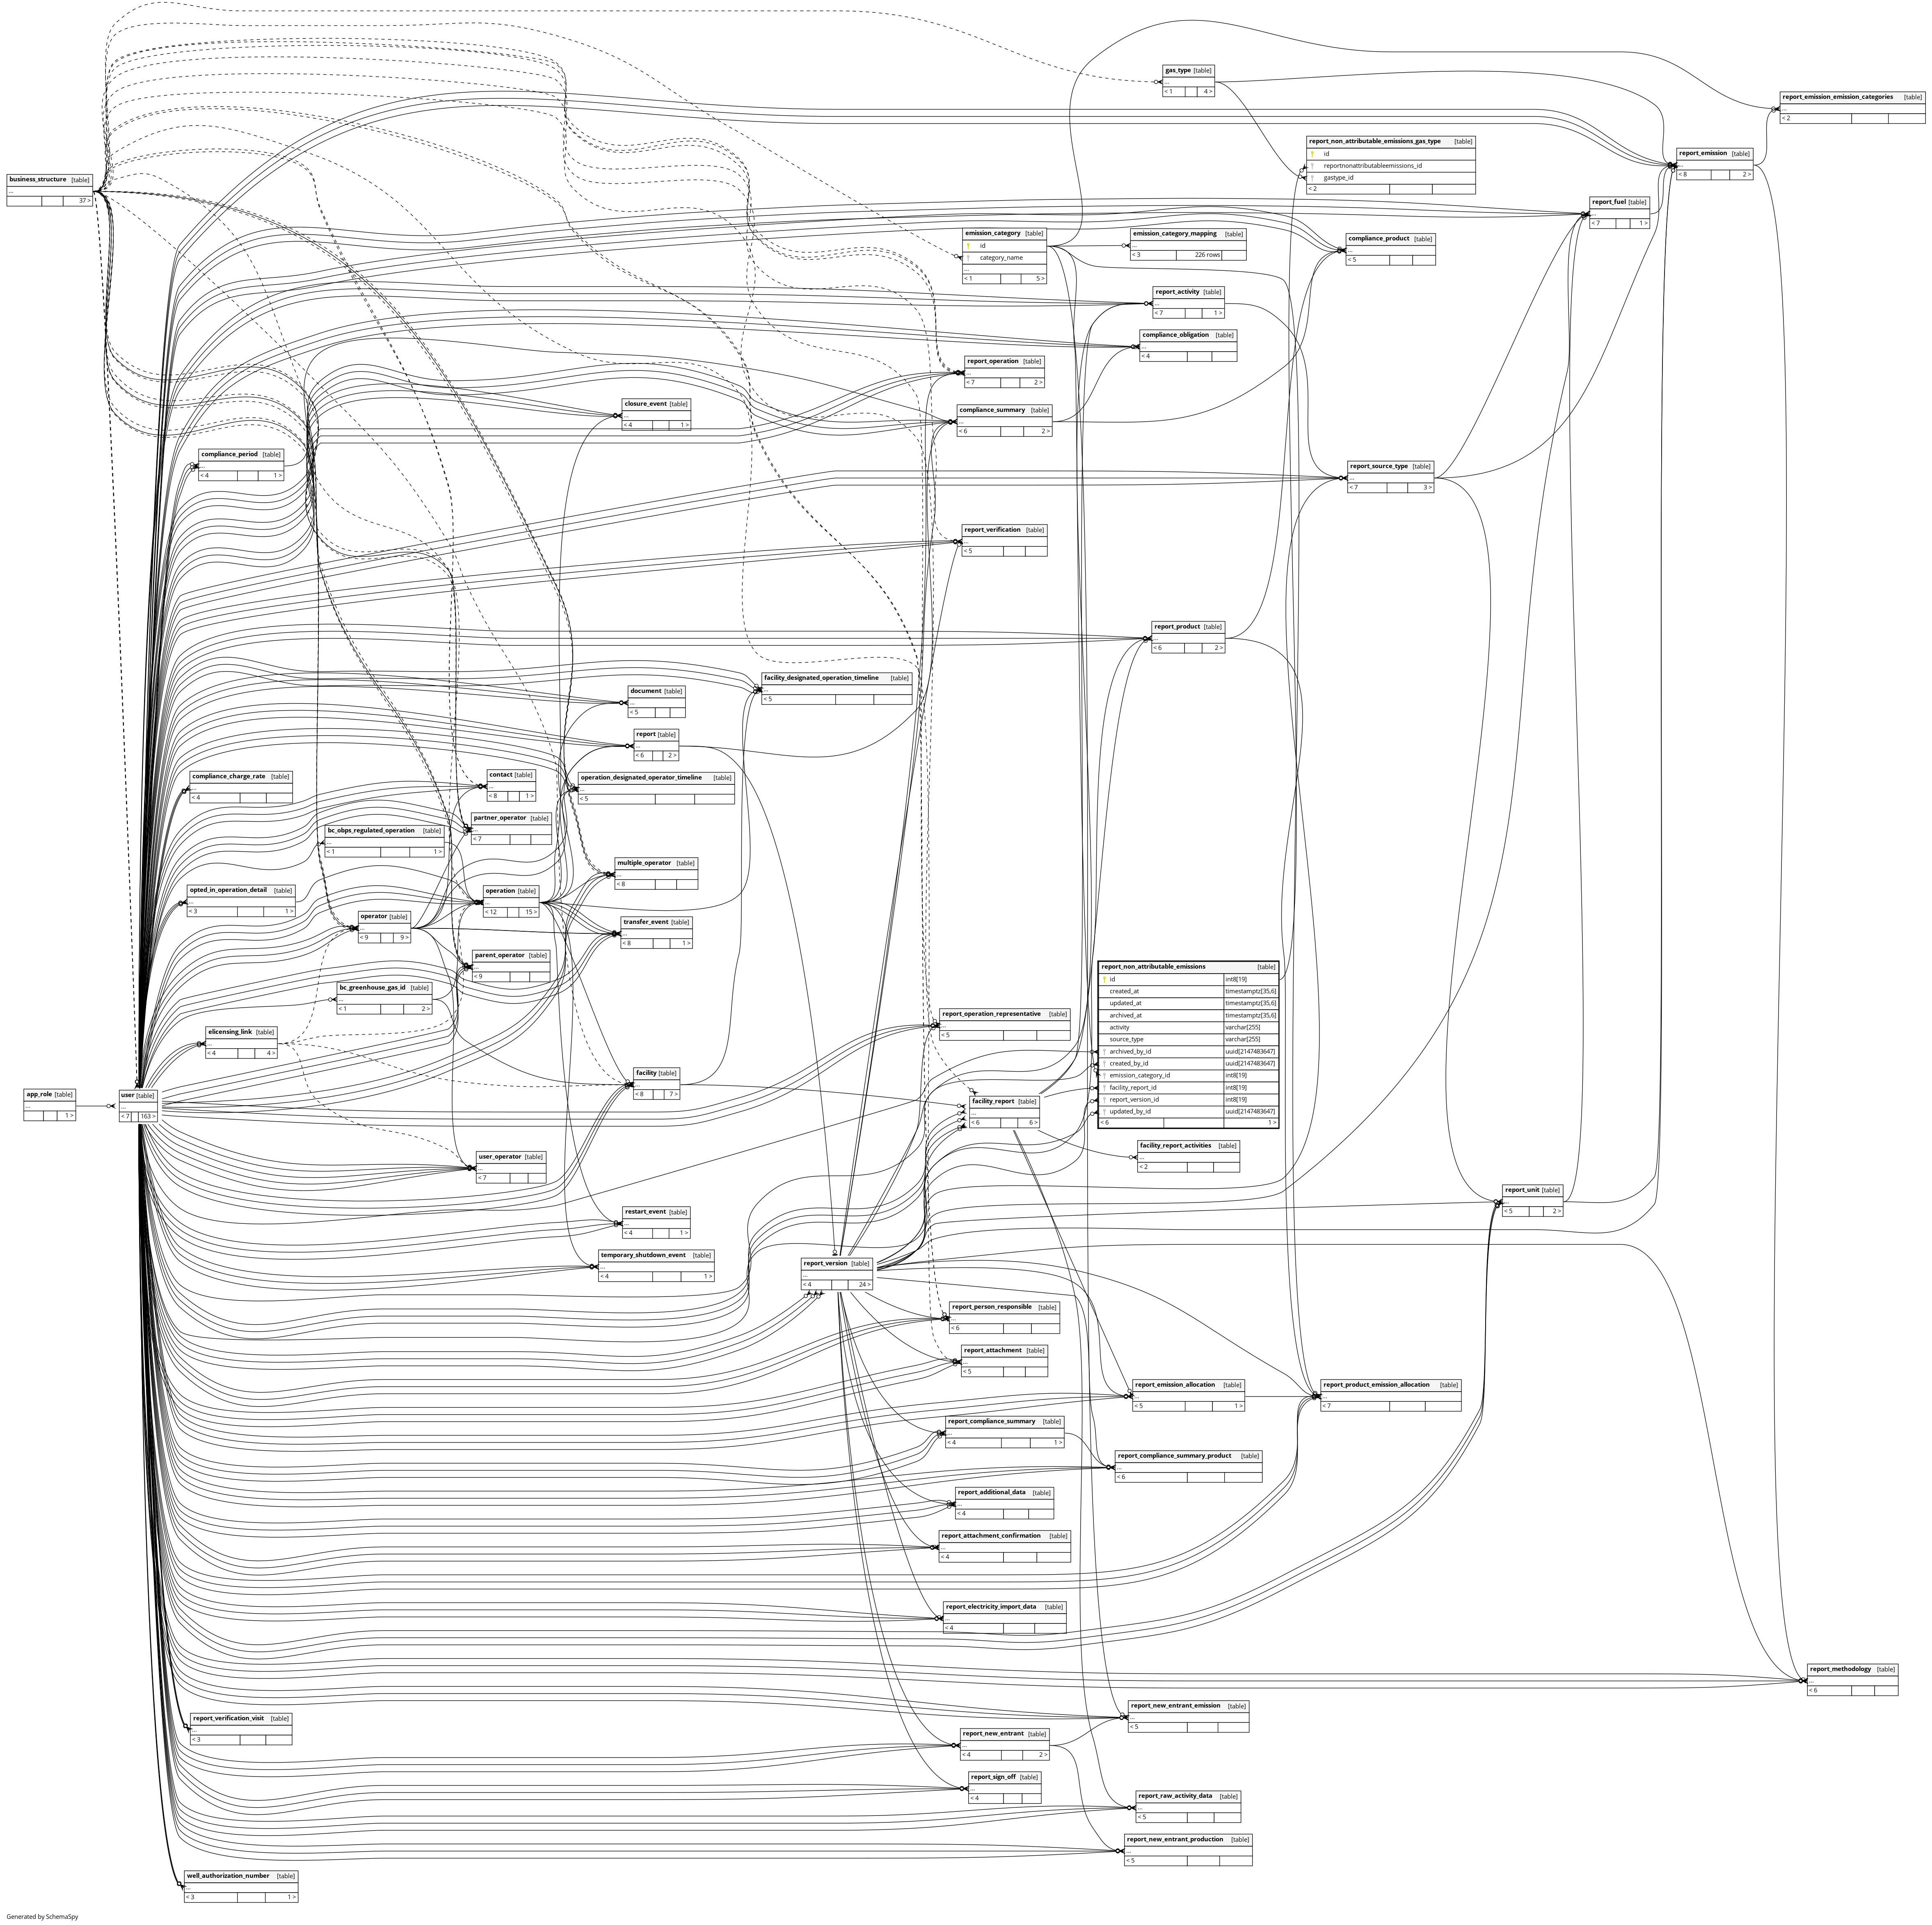 gas_type [table]
...
< 1 4 >
report_emission_emission_categories [table]
...
< 2
report_non_attributable_emissions_gas_type [table]
id
reportnonattributableemissions_id
gastype_id
< 2
report_emission [table]
...
< 8 2 >
business_structure [table]
...
37 >
report_fuel [table]
...
< 7 1 >
emission_category [table]
id
category_name
...
< 1 5 >
emission_category_mapping [table]
...
< 3 226 rows
compliance_product [table]
...
< 5
report_activity [table]
...
< 7 1 >
compliance_obligation [table]
...
< 4
report_operation [table]
...
< 7 2 >
closure_event [table]
...
< 4 1 >
compliance_summary [table]
...
< 6 2 >
compliance_period [table]
...
< 4 1 >
report_source_type [table]
...
< 7 3 >
report_verification [table]
...
< 5
report_product [table]
...
< 6 2 >
facility_designated_operation_timeline [table]
...
< 5
document [table]
...
< 5
report [table]
...
< 6 2 >
compliance_charge_rate [table]
...
< 4
contact [table]
...
< 8 1 >
operation_designated_operator_timeline [table]
...
< 5
partner_operator [table]
...
< 7
bc_obps_regulated_operation [table]
...
< 1 1 >
multiple_operator [table]
...
< 8
opted_in_operation_detail [table]
...
< 3 1 >
operation [table]
...
< 12 15 >
operator [table]
...
< 9 9 >
transfer_event [table]
...
< 8 1 >
parent_operator [table]
...
< 9
report_non_attributable_emissions [table]
id int8[19]
created_at timestamptz[35,6]
updated_at timestamptz[35,6]
archived_at timestamptz[35,6]
activity varchar[255]
source_type varchar[255]
archived_by_id uuid[2147483647]
created_by_id uuid[2147483647]
emission_category_id int8[19]
facility_report_id int8[19]
report_version_id int8[19]
updated_by_id uuid[2147483647]
< 6 1 >
bc_greenhouse_gas_id [table]
...
< 1 2 >
report_operation_representative [table]
...
< 5
elicensing_link [table]
...
< 4 4 >
facility [table]
...
< 8 7 >
app_role [table]
...
1 >
user [table]
...
< 7 163 >
facility_report [table]
...
< 6 6 >
facility_report_activities [table]
...
< 2
user_operator [table]
...
< 7
report_unit [table]
...
< 5 2 >
restart_event [table]
...
< 4 1 >
temporary_shutdown_event [table]
...
< 4 1 >
report_version [table]
...
< 4 24 >
report_person_responsible [table]
...
< 6
report_attachment [table]
...
< 5
report_emission_allocation [table]
...
< 5 1 >
report_product_emission_allocation [table]
...
< 7
report_compliance_summary [table]
...
< 4 1 >
report_compliance_summary_product [table]
...
< 6
report_additional_data [table]
...
< 4
report_attachment_confirmation [table]
...
< 4
report_electricity_import_data [table]
...
< 4
report_methodology [table]
...
< 6
report_new_entrant_emission [table]
...
< 5
report_verification_visit [table]
...
< 3
report_new_entrant [table]
...
< 4 2 >
report_sign_off [table]
...
< 4
report_raw_activity_data [table]
...
< 5
report_new_entrant_production [table]
...
< 5
well_authorization_number [table]
...
< 3 1 >
Generated by SchemaSpy